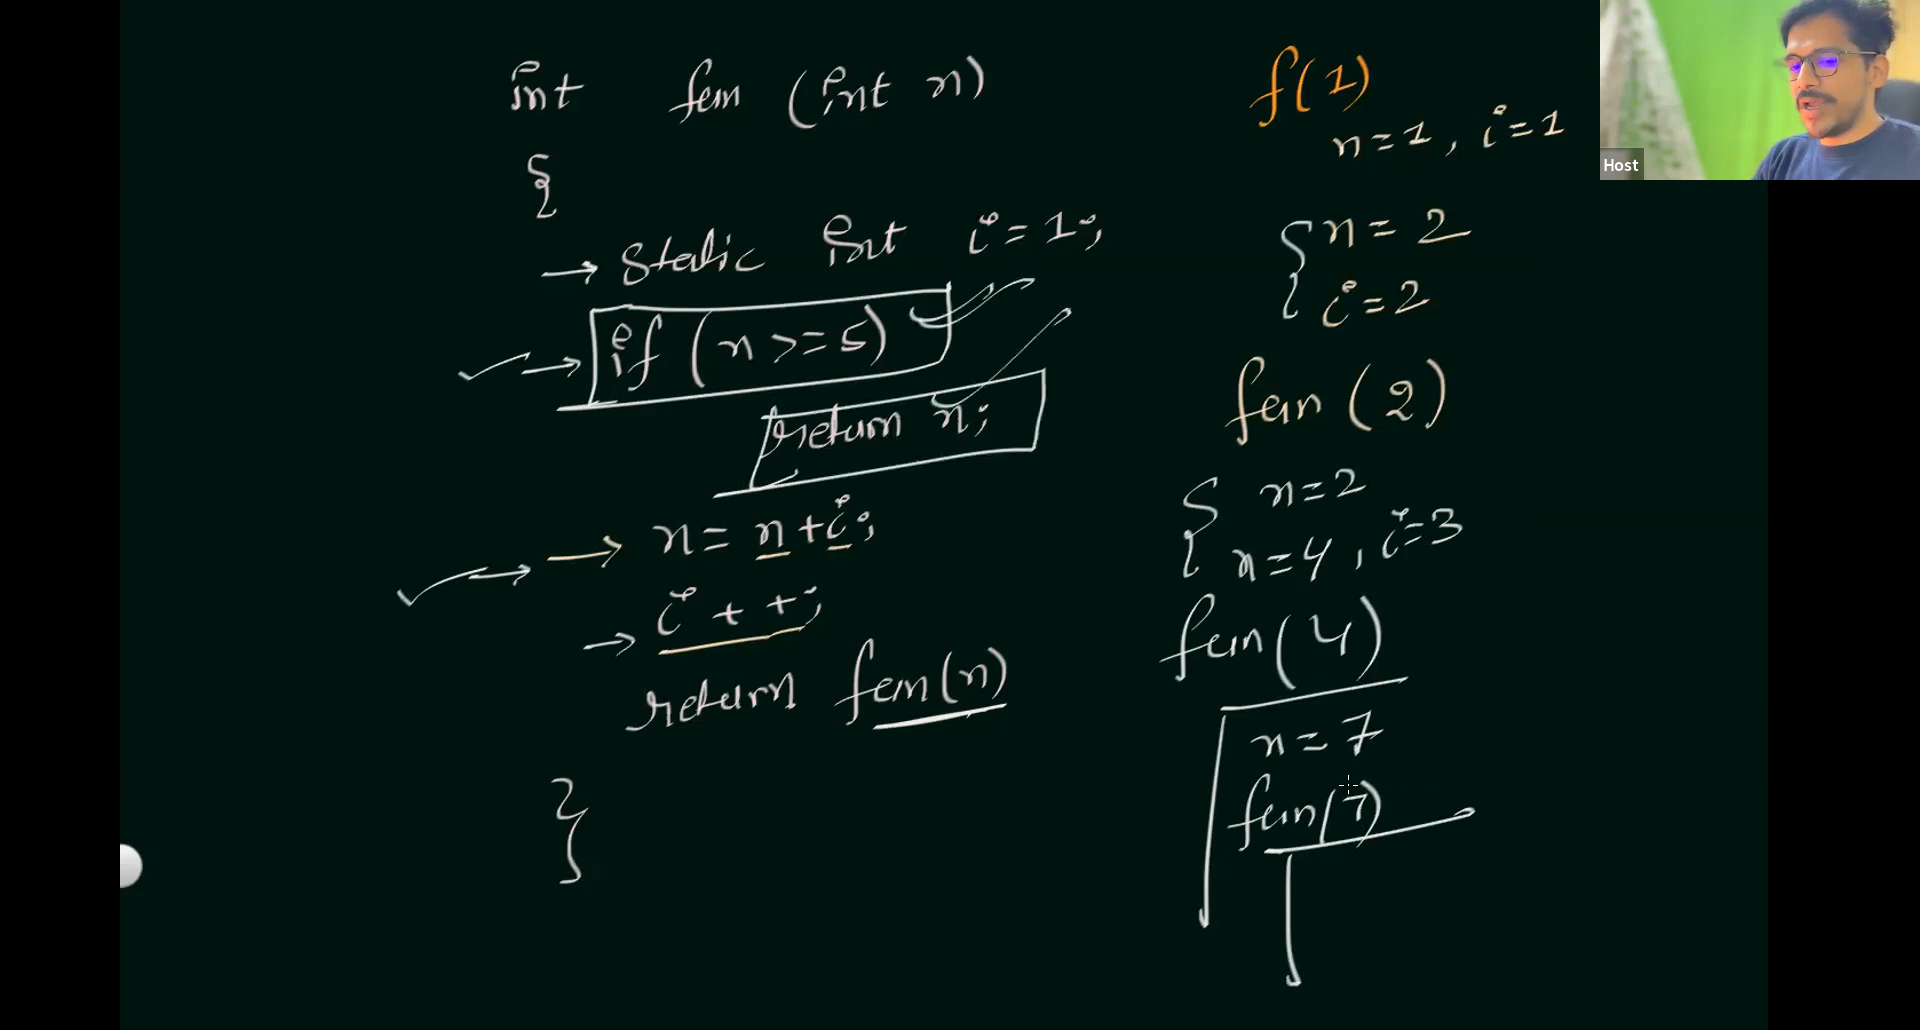 int fun (int n)
{
→ static int i = 1;
→ if (n >= 5)
return n;
→ n = n + i;
→ i + +;
return fun(n)
}
f(1)
n = 1, i = 1
{ n = 2
i = 2
fun (2)
{ n = 2
n = 4, i = 3
fun(4)
n = 7
fun(7)
Host